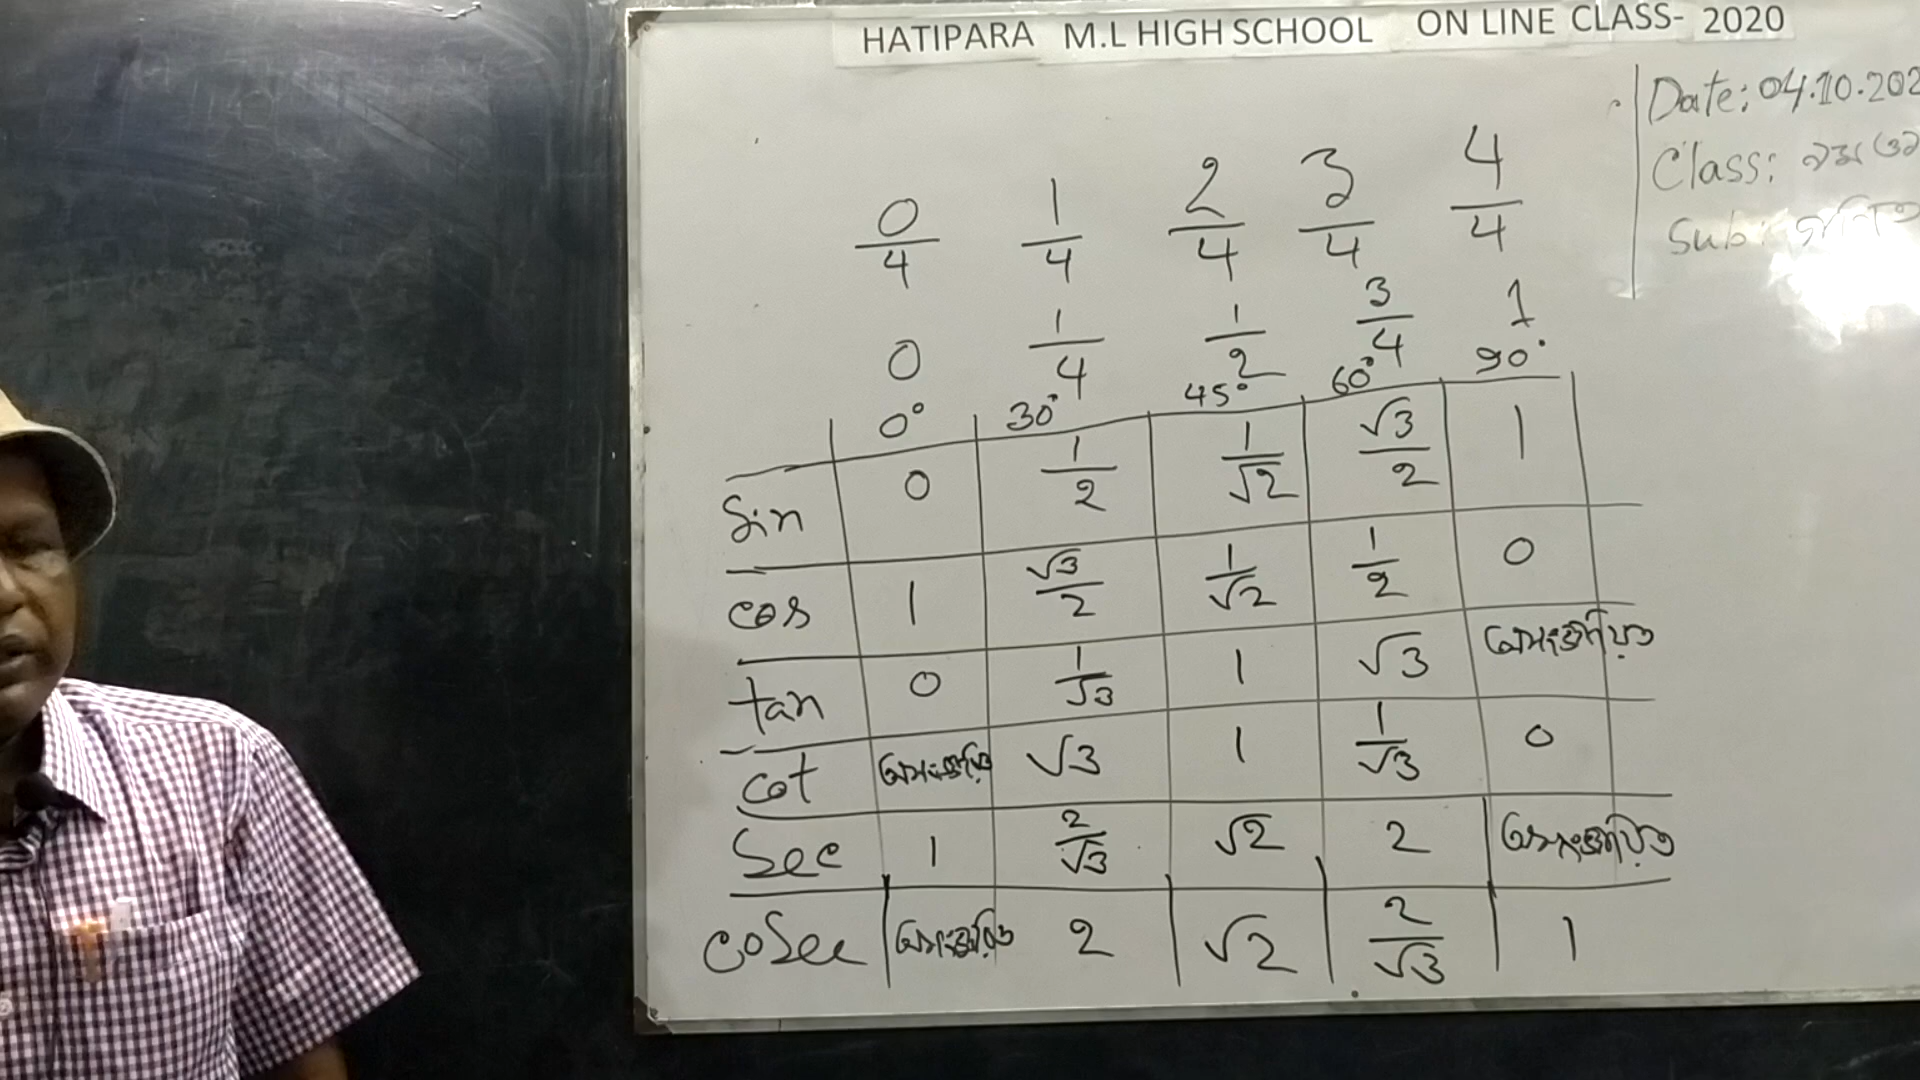 HATIPARA M.L HIGH SCHOOL ON LINE CLASS- 2020
Date: 04.10.202
Class:
Sub:
0/4 1/4 2/4 3/4 4/4
0 1/4 1/2 3/4 1
0° 30° 45° 60° 90°
Sin 0 1/2 1/√2 √3/2 1
cos 1 √3/2 1/√2 1/2 0
tan 0 1/√3 1 √3 অসংজ্ঞায়িত
cot অসংজ্ঞায়িত √3 1 1/√3 0
Sec 1 2/√3 √2 2 অসংজ্ঞায়িত
coSec অসংজ্ঞায়িত 2 √2 2/√3 1